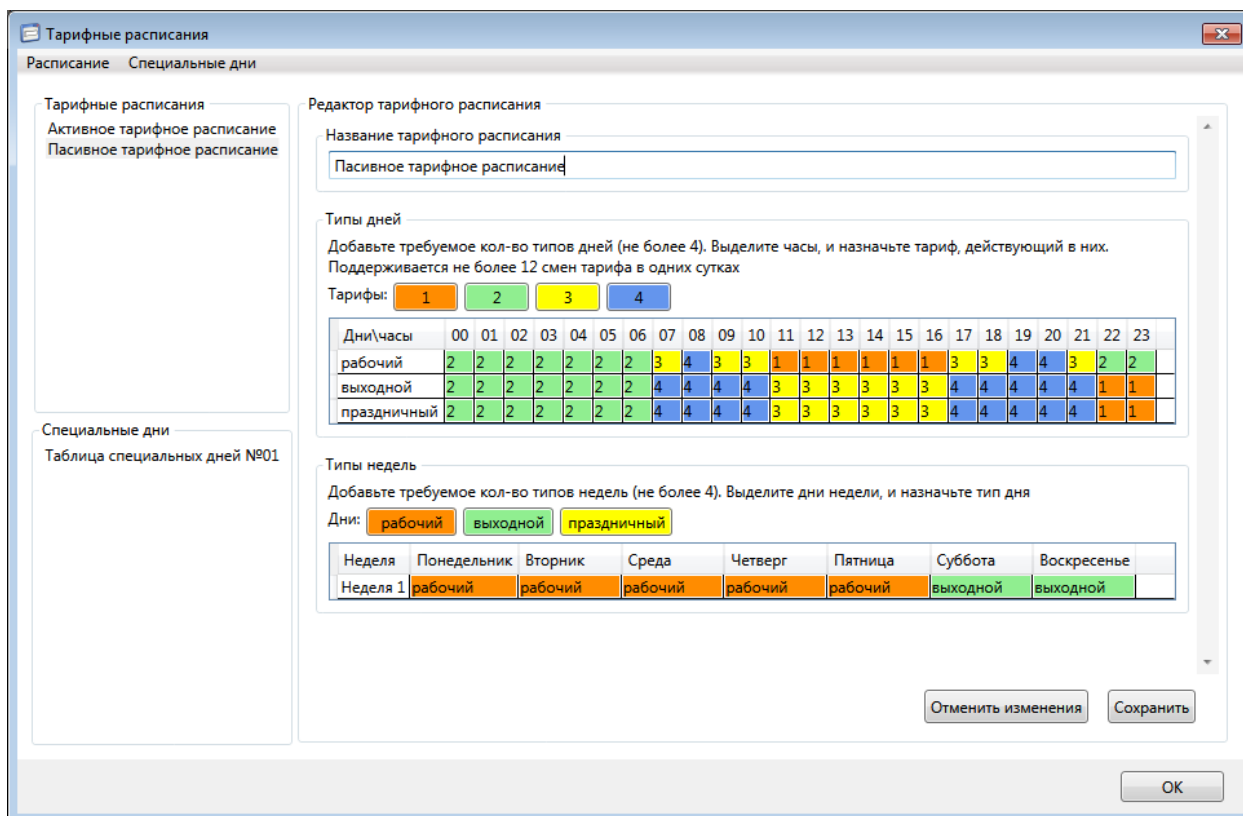 Тарифные расписания
Расписание Специальные дни
Тарифные расписания
Активное тарифное расписание
Пасивное тарифное расписание
Специальные дни
Таблица специальных дней №01
Редактор тарифного расписания
Название тарифного расписания
Пасивное тарифное расписание
Типы дней
Добавьте требуемое кол-во типов дней (не более 4). Выделите часы, и назначьте тариф, действующий в них.
Поддерживается не более 12 смен тарифа в одних сутках
Тарифы: 1 2 3 4
Дни\часы 00 01 02 03 04 05 06 07 08 09 10 11 12 13 14 15 16 17 18 19 20 21 22 23
рабочий 2 2 2 2 2 2 2 3 4 3 3 1 1 1 1 1 1 3 3 4 4 3 2 2
выходной 2 2 2 2 2 2 2 4 4 4 4 3 3 3 3 3 3 4 4 4 4 4 1 1
праздничный 2 2 2 2 2 2 2 4 4 4 4 3 3 3 3 3 3 4 4 4 4 4 1 1
Типы недель
Добавьте требуемое кол-во типов недель (не более 4). Выделите дни недели, и назначьте тип дня
Дни: рабочий выходной праздничный
Неделя Понедельник Вторник Среда Четверг Пятница Суббота Воскресенье
Неделя 1 рабочий рабочий рабочий рабочий рабочий выходной выходной
Отменить изменения Сохранить
OK